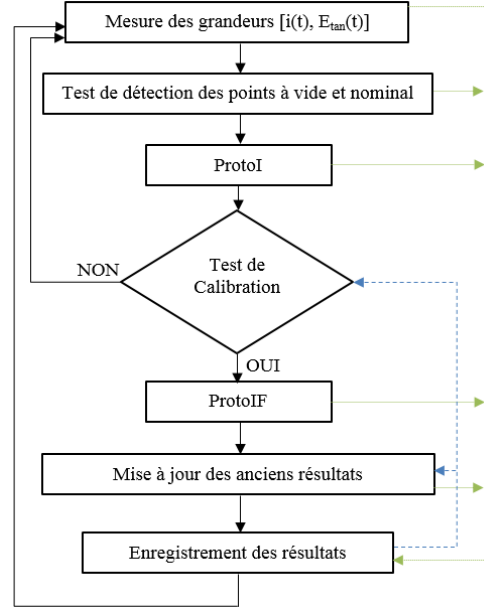 Mesure des grandeurs [i(t), Etan(t)]
Test de détection des points à vide et nominal
ProtoI
Test de
Calibration
NON
OUI
ProtoIF
Mise à jour des anciens résultats
Enregistrement des résultats